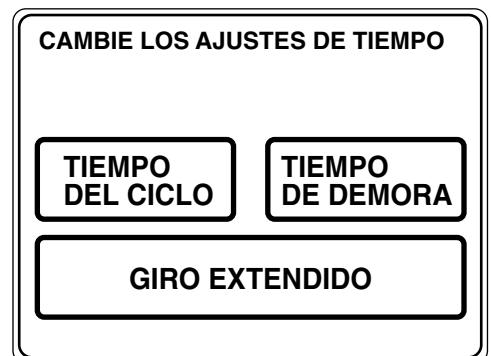 CAMBIE LOS AJUSTES DE TIEMPO
TIEMPO
DEL CICLO
TIEMPO
DE DEMORA
GIRO EXTENDIDO